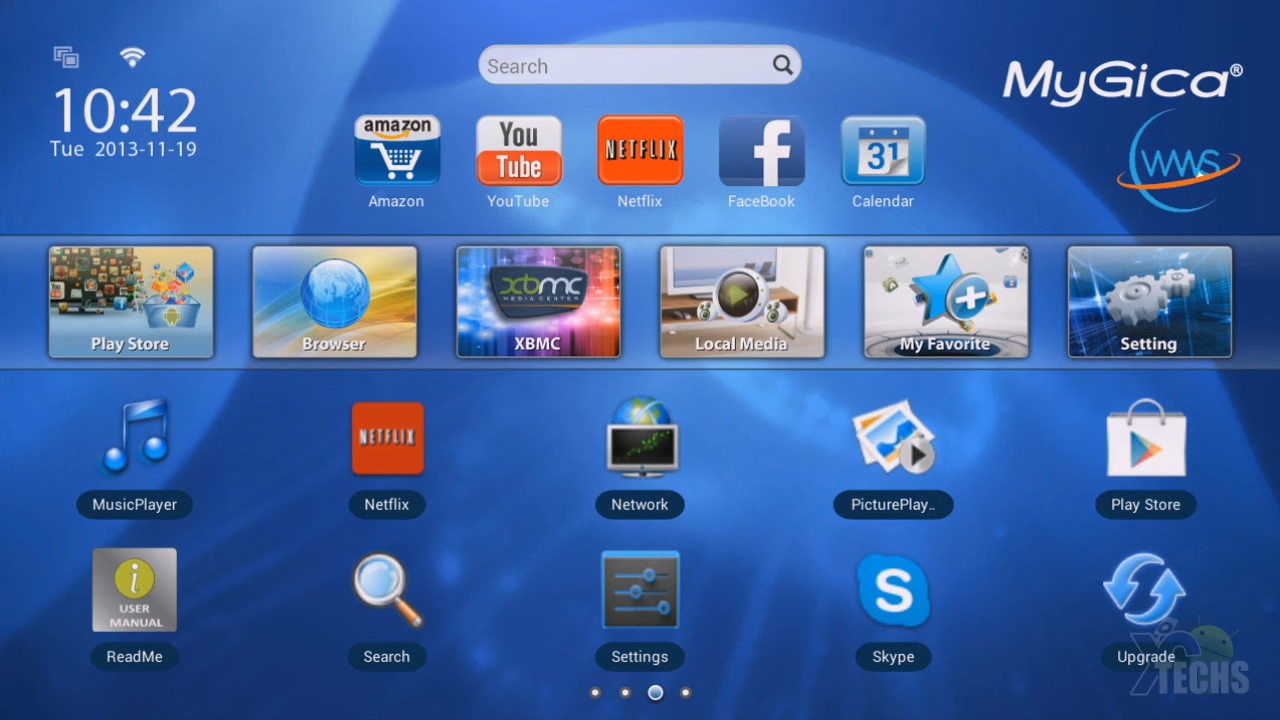 10:42
Tue 2013-11-19
Search
MyGica®
WWS
amazon
You
Tube
NETFLIX
f
31
Amazon
YouTube
Netflix
FaceBook
Calendar
xbmc
MEDIA CENTER
Play Store
Browser
XBMC
Local Media
My Favorite
Setting
NETFLIX
MusicPlayer
Netflix
Network
PicturePlay..
Play Store
i
USER
MANUAL
S
ReadMe
Search
Settings
Skype
Upgrade
TECHS